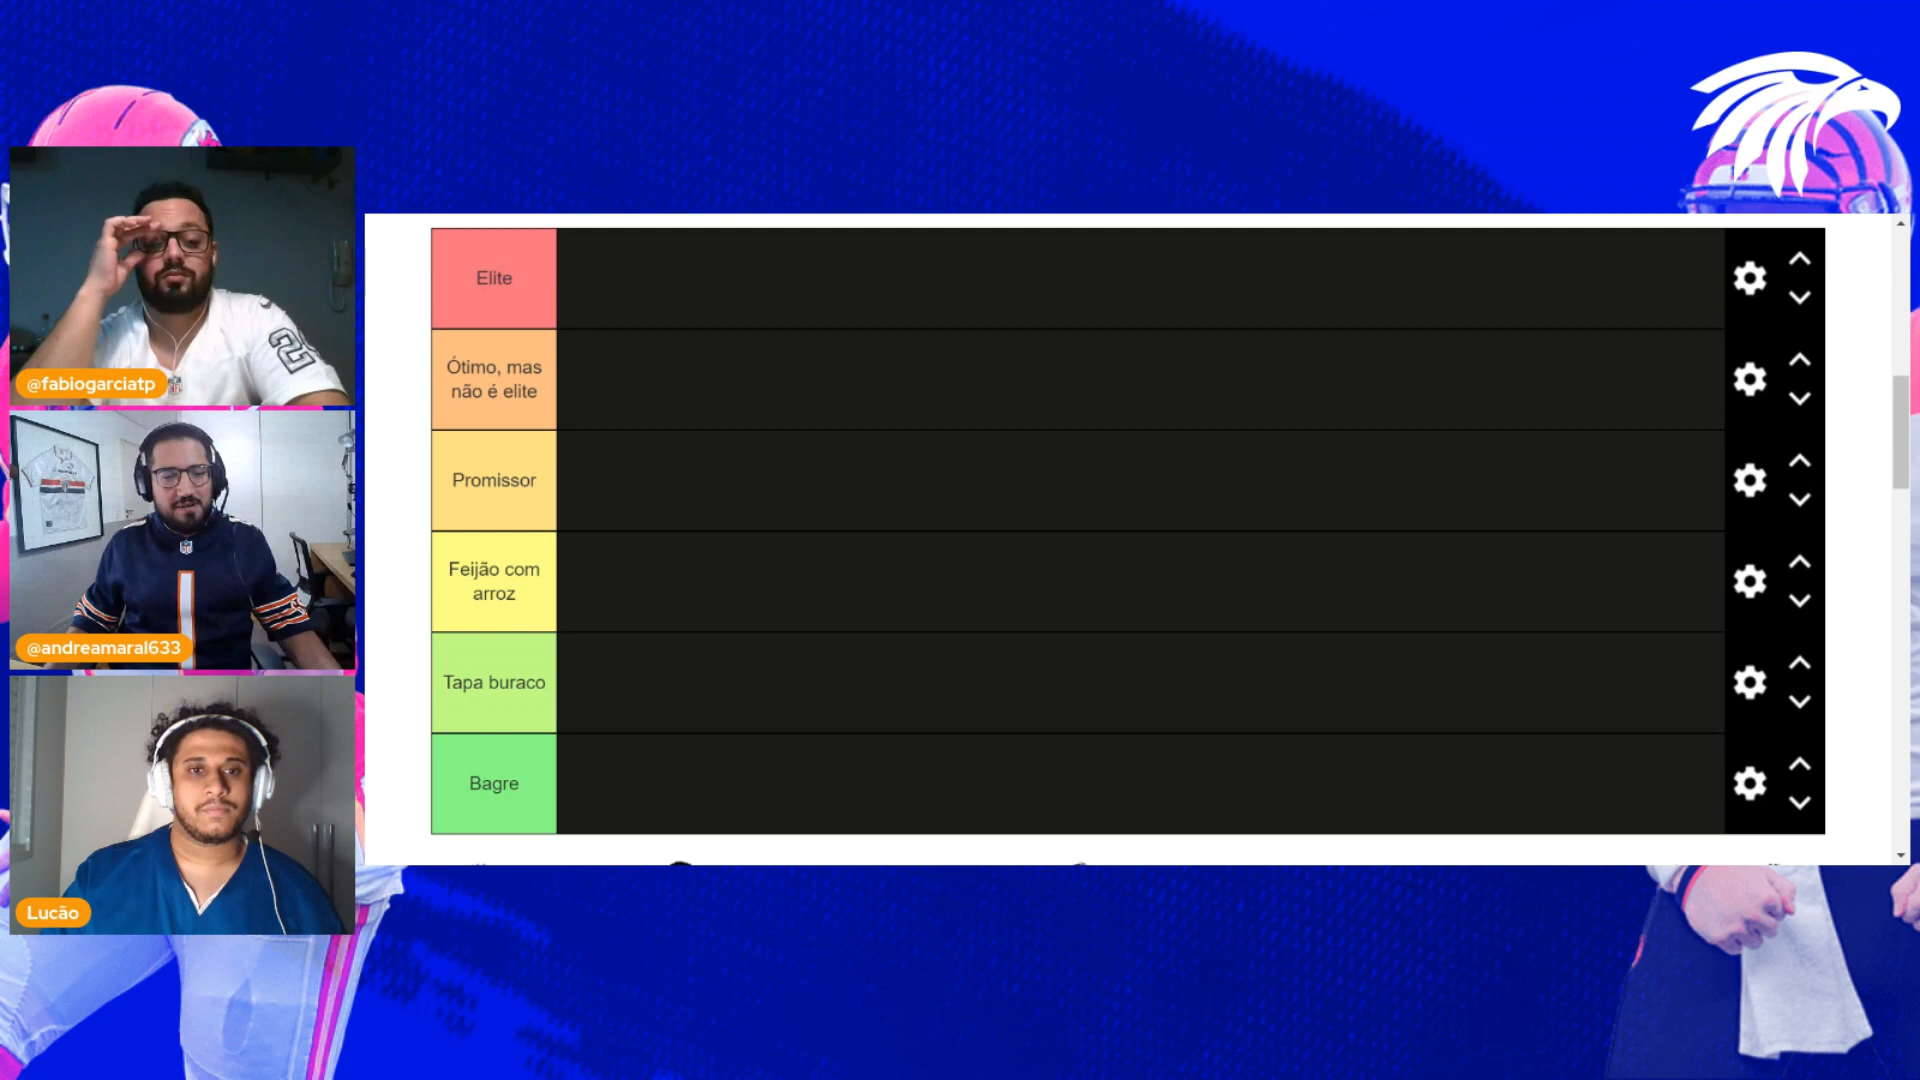 @fabiogarciatp
@andreamaral633
Lucão
Elite
Ótimo, mas
não é elite
Promissor
Feijão com
arroz
Tapa buraco
Bagre